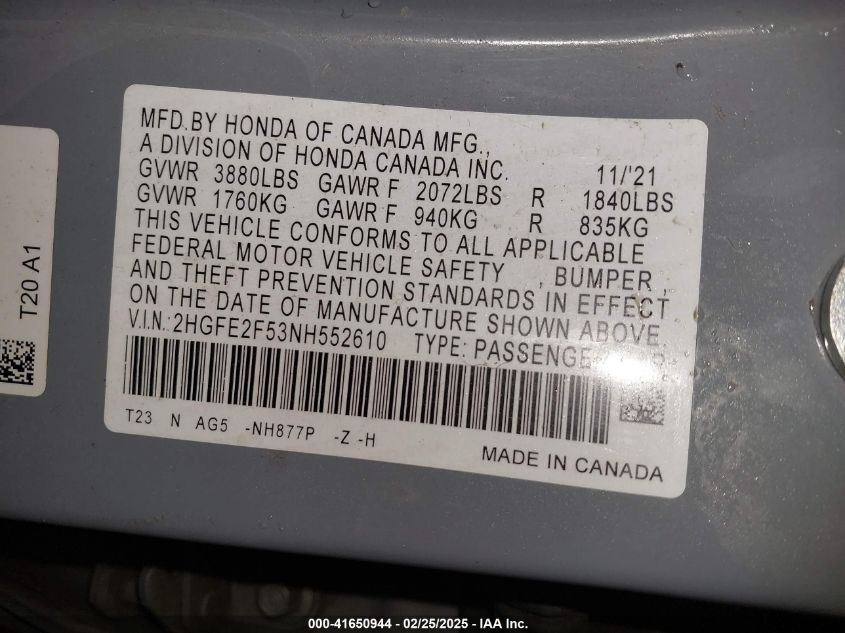 MFD.BY HONDA OF CANADA MFG.,
A DIVISION OF HONDA CANADA INC. 11/'21
GVWR 3880LBS GAWR F 2072LBS R 1840LBS
GVWR 1760KG GAWR F 940KG R 835KG
THIS VEHICLE CONFORMS TO ALL APPLICABLE
FEDERAL MOTOR VEHICLE SAFETY , BUMPER ,
AND THEFT PREVENTION STANDARDS IN EFFECT
ON THE DATE OF MANUFACTURE SHOWN ABOVE.
V.I.N.:2HGFE2F53NH552610 TYPE:
T23 N AG5 -NH877P -Z -H
MADE IN CANADA
T20 A1
000-41650944 - 02/25/2025 - IAA Inc.